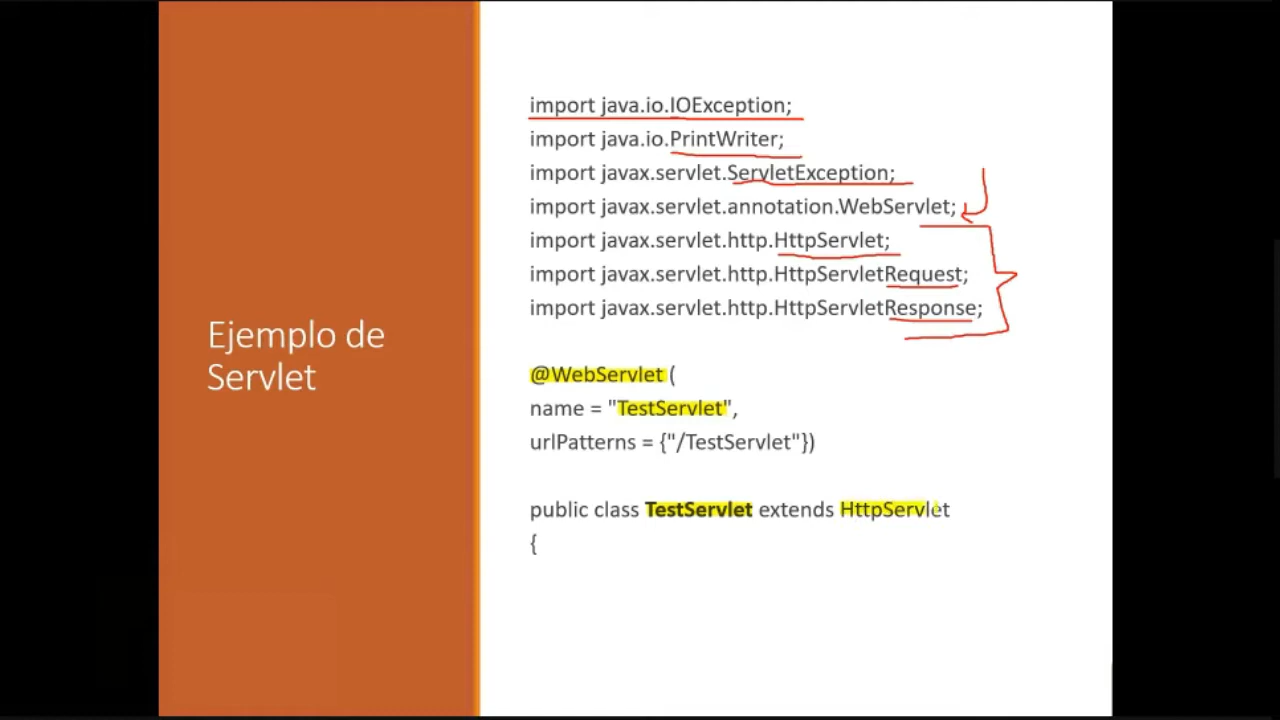 Ejemplo de
Servlet
import java.io.IOException;
import java.io.PrintWriter;
import javax.servlet.ServletException;
import javax.servlet.annotation.WebServlet;
import javax.servlet.http.HttpServlet;
import javax.servlet.http.HttpServletRequest;
import javax.servlet.http.HttpServletResponse;
@WebServlet (
name = "TestServlet",
urlPatterns = {"/TestServlet"})
public class TestServlet extends HttpServlet
{